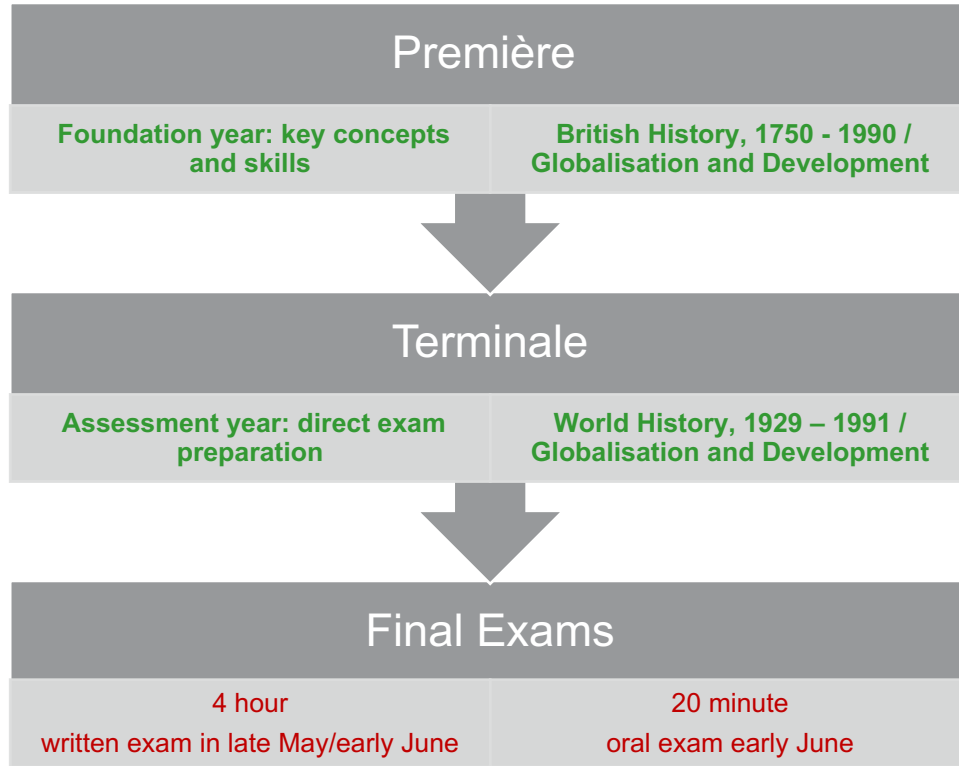 Première
Foundation year: key concepts
and skills
British History, 1750 - 1990 /
Globalisation and Development
Terminale
Assessment year: direct exam
preparation
World History, 1929 – 1991 /
Globalisation and Development
Final Exams
4 hour
written exam in late May/early June
20 minute
oral exam early June